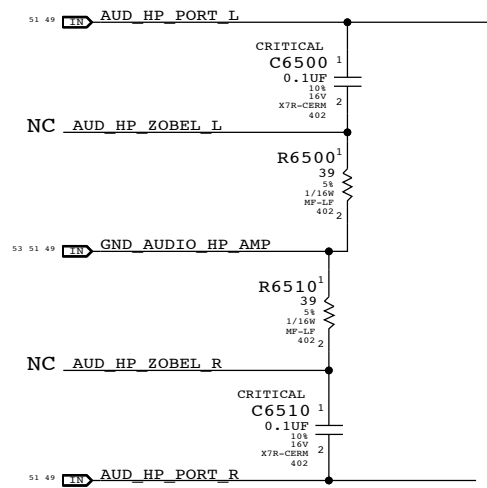 51 49 IN AUD_HP_PORT_L
CRITICAL
C6500 1
0.1UF
10%
16V
X7R-CERM 2
402
NC AUD_HP_ZOBEL_L
R6500 1
39
5%
1/16W
MF-LF
402 2
53 51 49 IN GND_AUDIO_HP_AMP
R6510 1
39
5%
1/16W
MF-LF
402 2
NC AUD_HP_ZOBEL_R
CRITICAL
C6510 1
0.1UF
10%
16V
X7R-CERM 2
402
51 49 IN AUD_HP_PORT_R